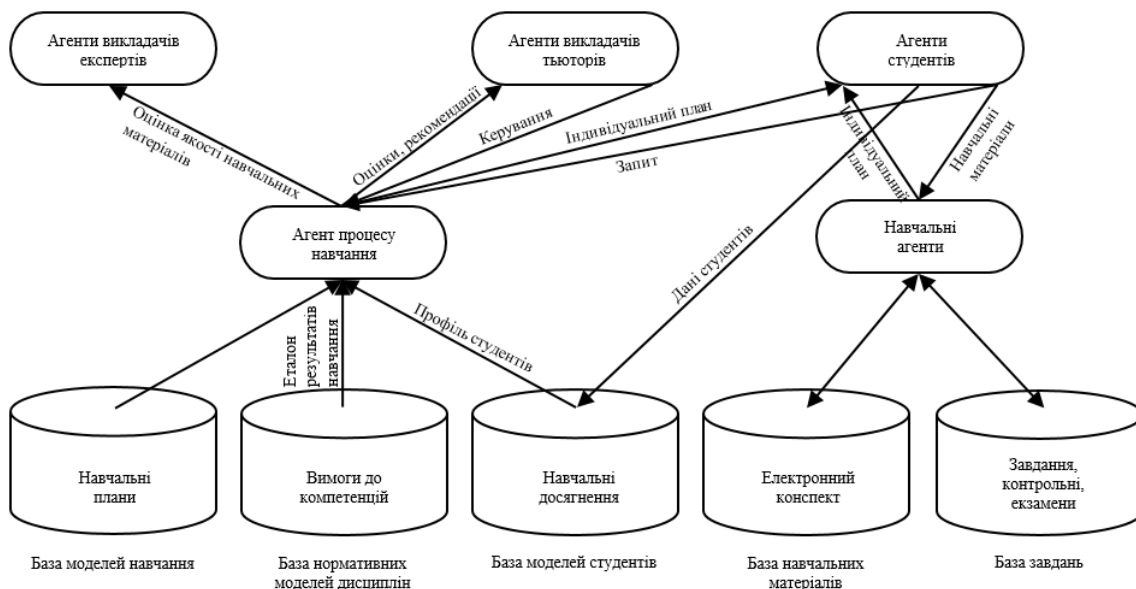 Агенти викладачів
експертів
Агенти викладачів
тьюторів
Агенти
студентів
Оцінка якості навчальних
матеріалів
Оцінки, рекомендації
Керування
Індивідуальний план
Запит
Індивідуальний
план
Навчальні
матеріали
Агент процесу
навчання
Навчальні
агенти
Дані студентів
Еталон
результатів
навчання
Профіль студентів
Навчальні
плани
Вимоги до
компетенцій
Навчальні
досягнення
Електронний
конспект
Завдання,
контрольні,
екзамени
База моделей навчання
База нормативних
моделей дисциплін
База моделей студентів
База навчальних
матеріалів
База завдань